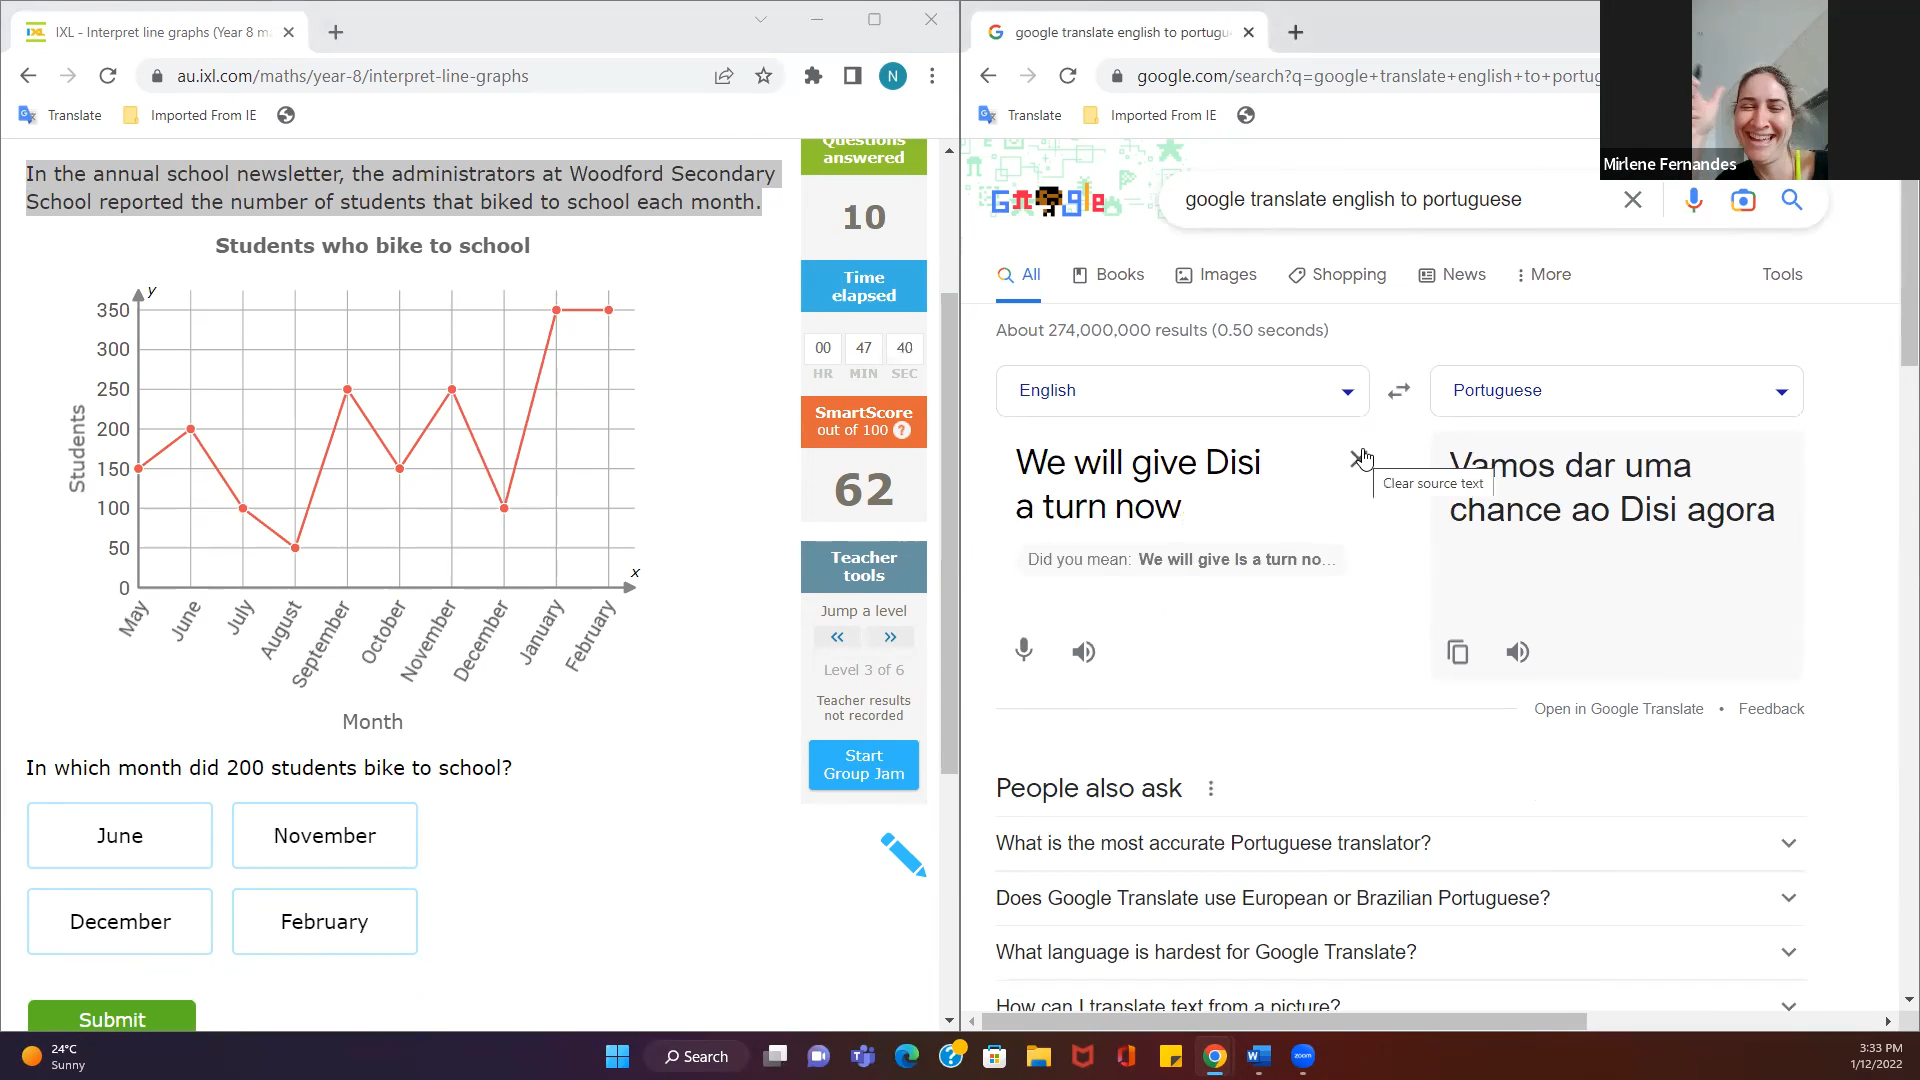 IXL - Interpret line graphs (Year 8 m
au.ixl.com/maths/year-8/interpret-line-graphs
N
Translate
Imported From IE
In the annual school newsletter, the administrators at Woodford Secondary
School reported the number of students that biked to school each month.
Students who bike to school
y
350
300
250
200
150
100
50
0
x
Students
May
June
July
August
September
October
November
December
January
February
Month
In which month did 200 students bike to school?
June
November
December
February
Submit
Questions
answered
10
Time
elapsed
00
47
40
HR
MIN
SEC
SmartScore
out of 100 ?
62
Teacher
tools
Jump a level
Level 3 of 6
Teacher results
not recorded
Start
Group Jam
google translate english to portugu
google.com/search?q=google+translate+english+to+portug
Translate
Imported From IE
Mirlene Fernandes
Google
google translate english to portuguese
All
Books
Images
Shopping
News
More
Tools
About 274,000,000 results (0.50 seconds)
English
Portuguese
We will give Disi
a turn now
Clear source text
Vamos dar uma
chance ao Disi agora
Did you mean: We will give Is a turn no...
Open in Google Translate • Feedback
People also ask
What is the most accurate Portuguese translator?
Does Google Translate use European or Brazilian Portuguese?
What language is hardest for Google Translate?
How can I translate text from a picture?
24°C
Sunny
Search
zoom
3:33 PM
1/12/2022